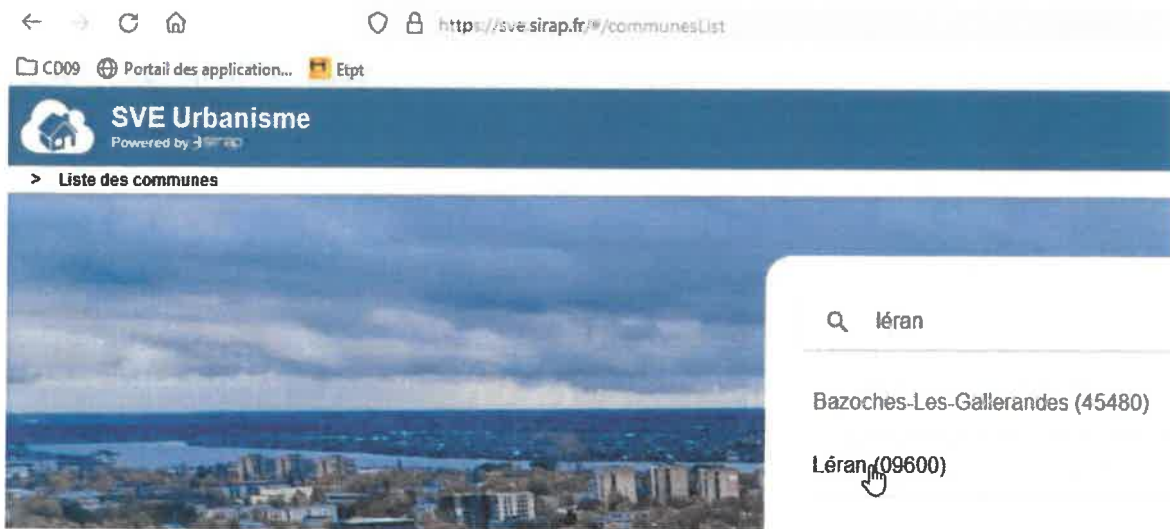 https://sve.sirap.fr/#/communesList
CD09 Portail des application... Etpt
SVE Urbanisme
Powered by sirap
> Liste des communes
léran
Bazoches-Les-Gallerandes (45480)
Léran (09600)